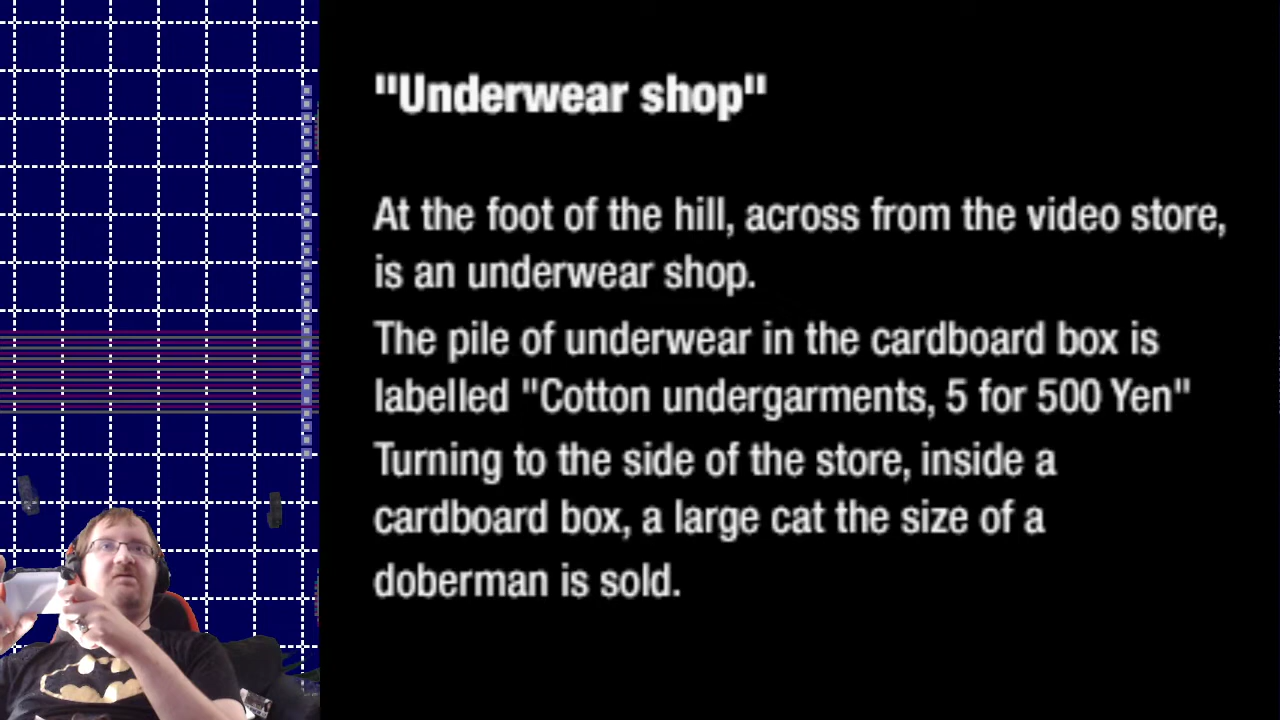 "Underwear shop"
At the foot of the hill, across from the video store,
is an underwear shop.
The pile of underwear in the cardboard box is
labelled "Cotton undergarments, 5 for 500 Yen"
Turning to the side of the store, inside a
cardboard box, a large cat the size of a
doberman is sold.